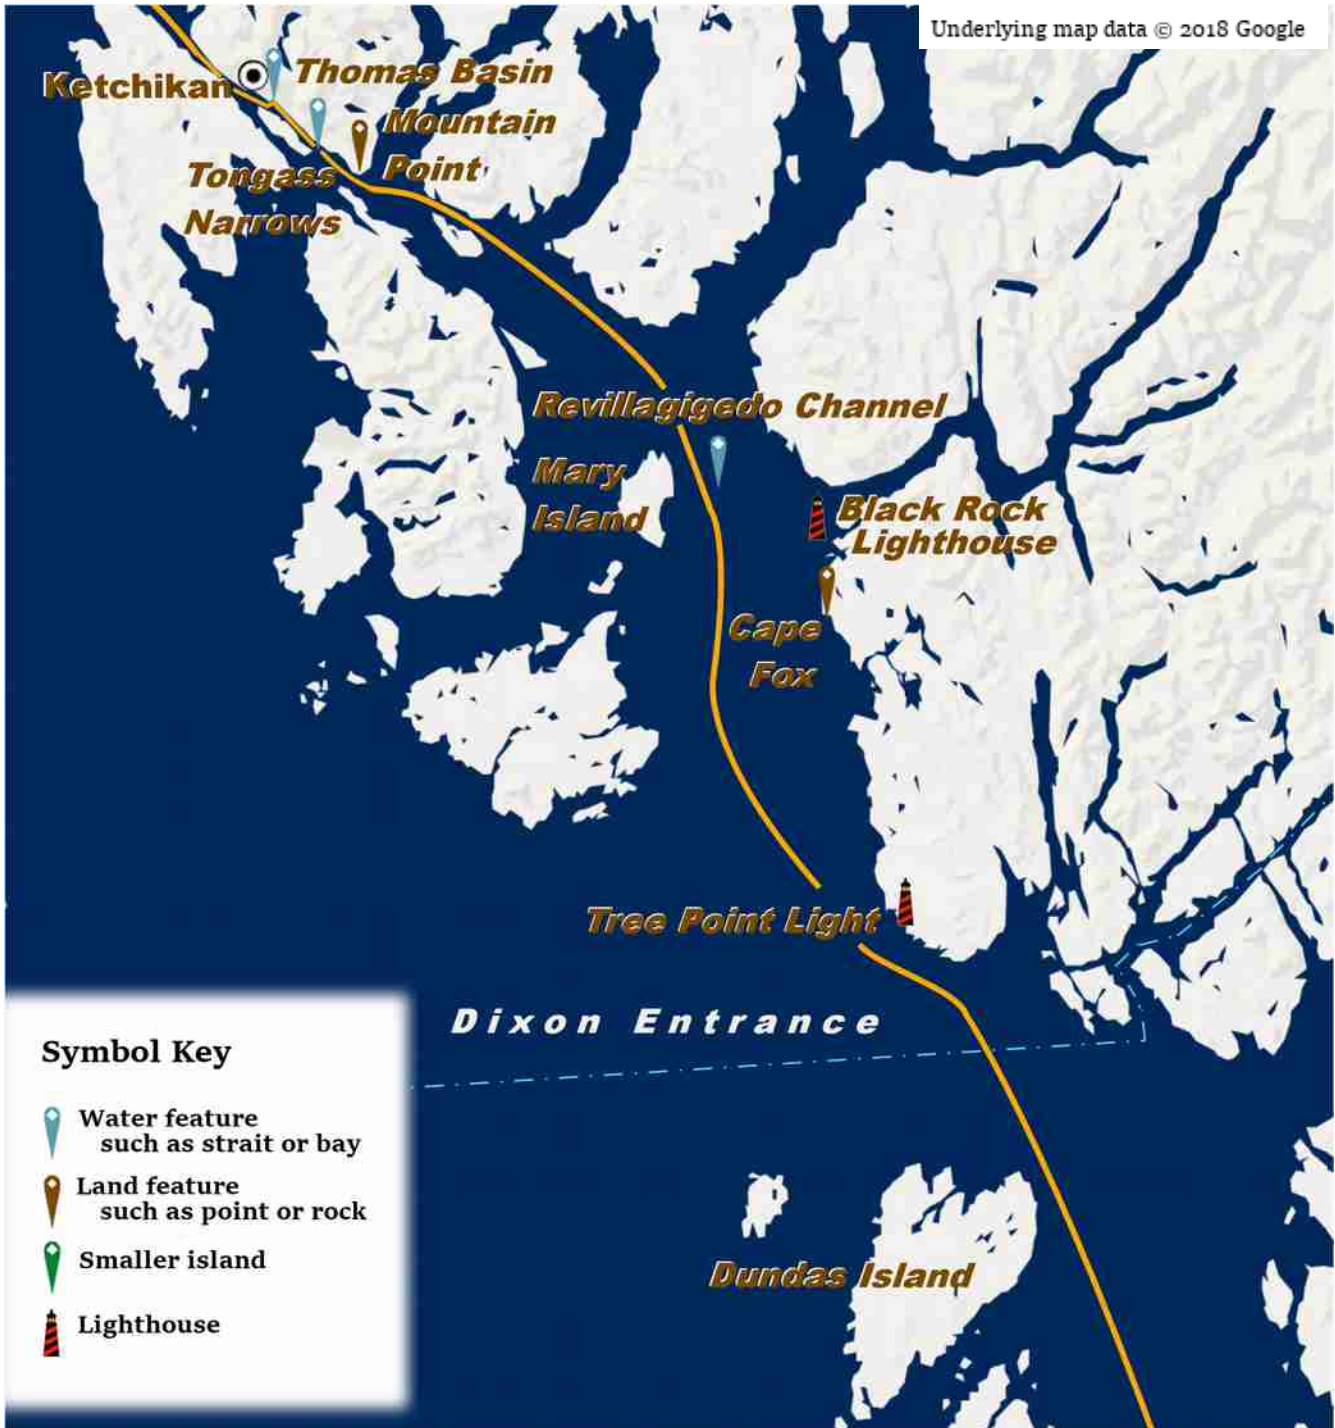 Underlying map data © 2018 Google
Ketchikan
Thomas Basin
Mountain
Point
Tongass
Narrows
Revillagigedo Channel
Mary
Island
Black Rock
Lighthouse
Cape
Fox
Tree Point Light
Dixon Entrance
Symbol Key
Water feature
such as strait or bay
Land feature
such as point or rock
Smaller island
Lighthouse
Dundas Island